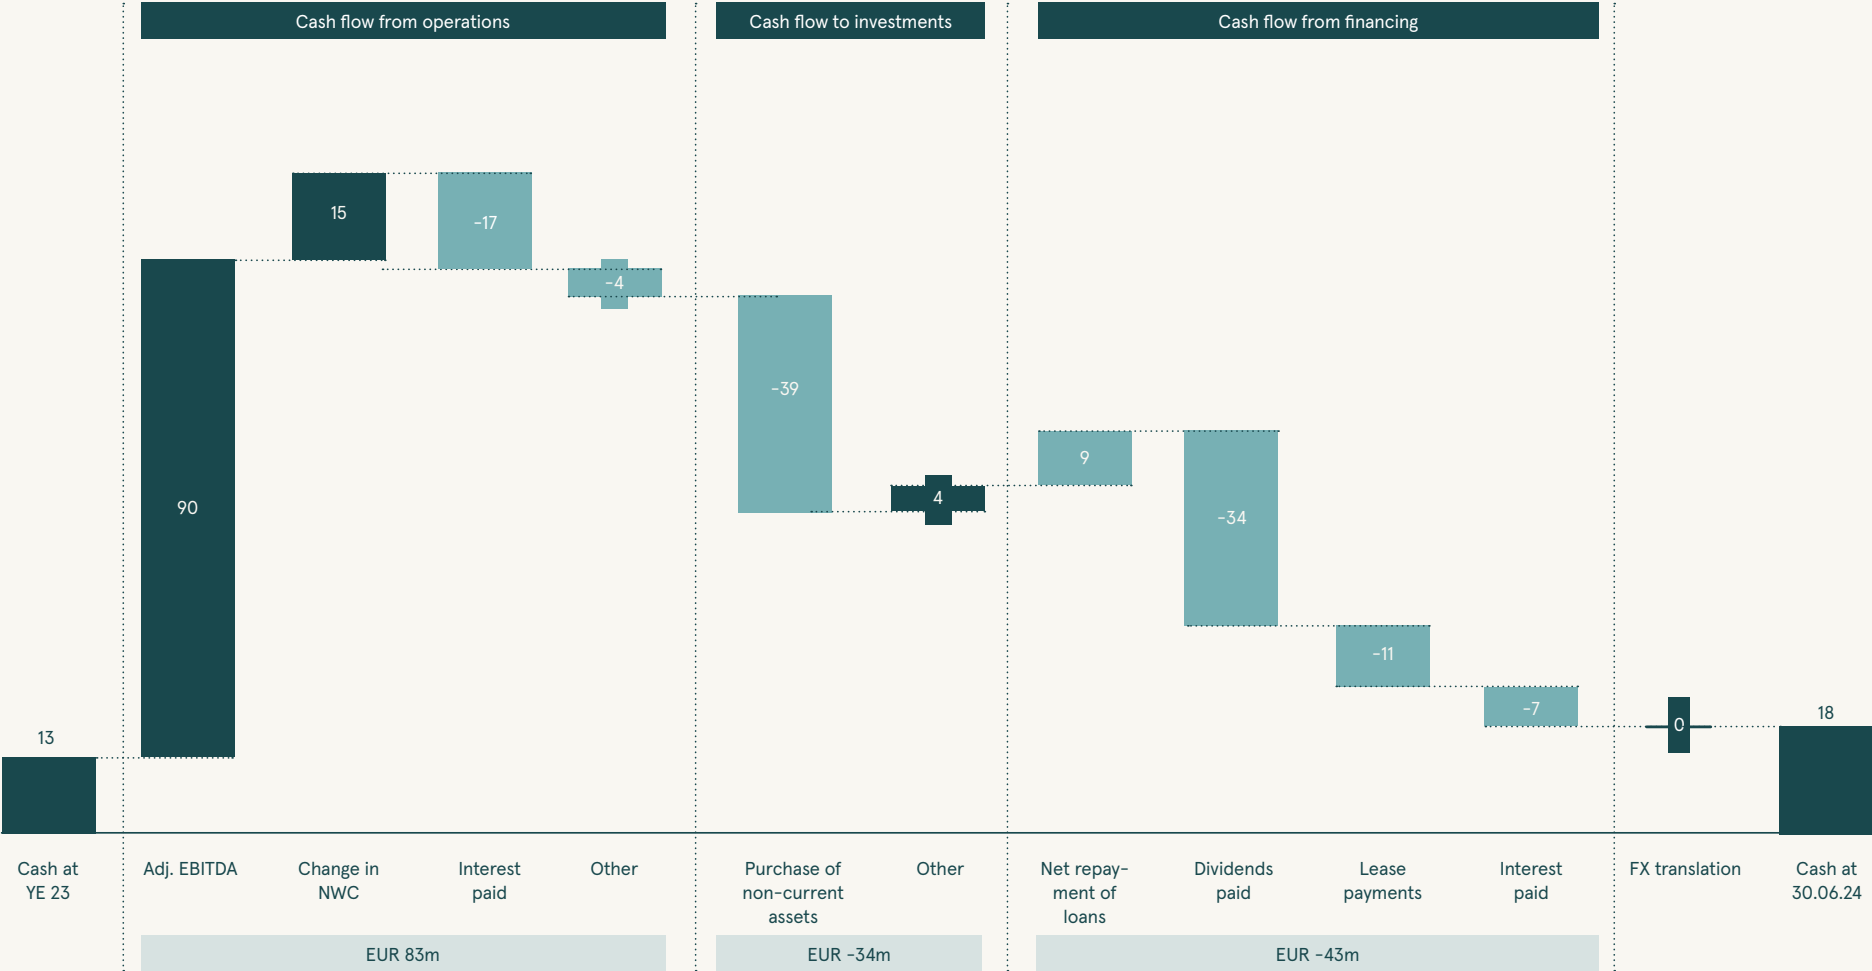 Cash flow from operations
Cash flow to investments
Cash flow from financing
15
-17
-4
-39
9
4
90
-34
-11
-7
13
18
0
Cash at
YE 23
Adj. EBITDA
Change in
NWC
Interest
paid
Other
Purchase of
non-current
assets
Other
Net repay-
ment of
loans
Dividends
paid
Lease
payments
Interest
paid
FX translation
Cash at
30.06.24
EUR 83m
EUR -34m
EUR -43m